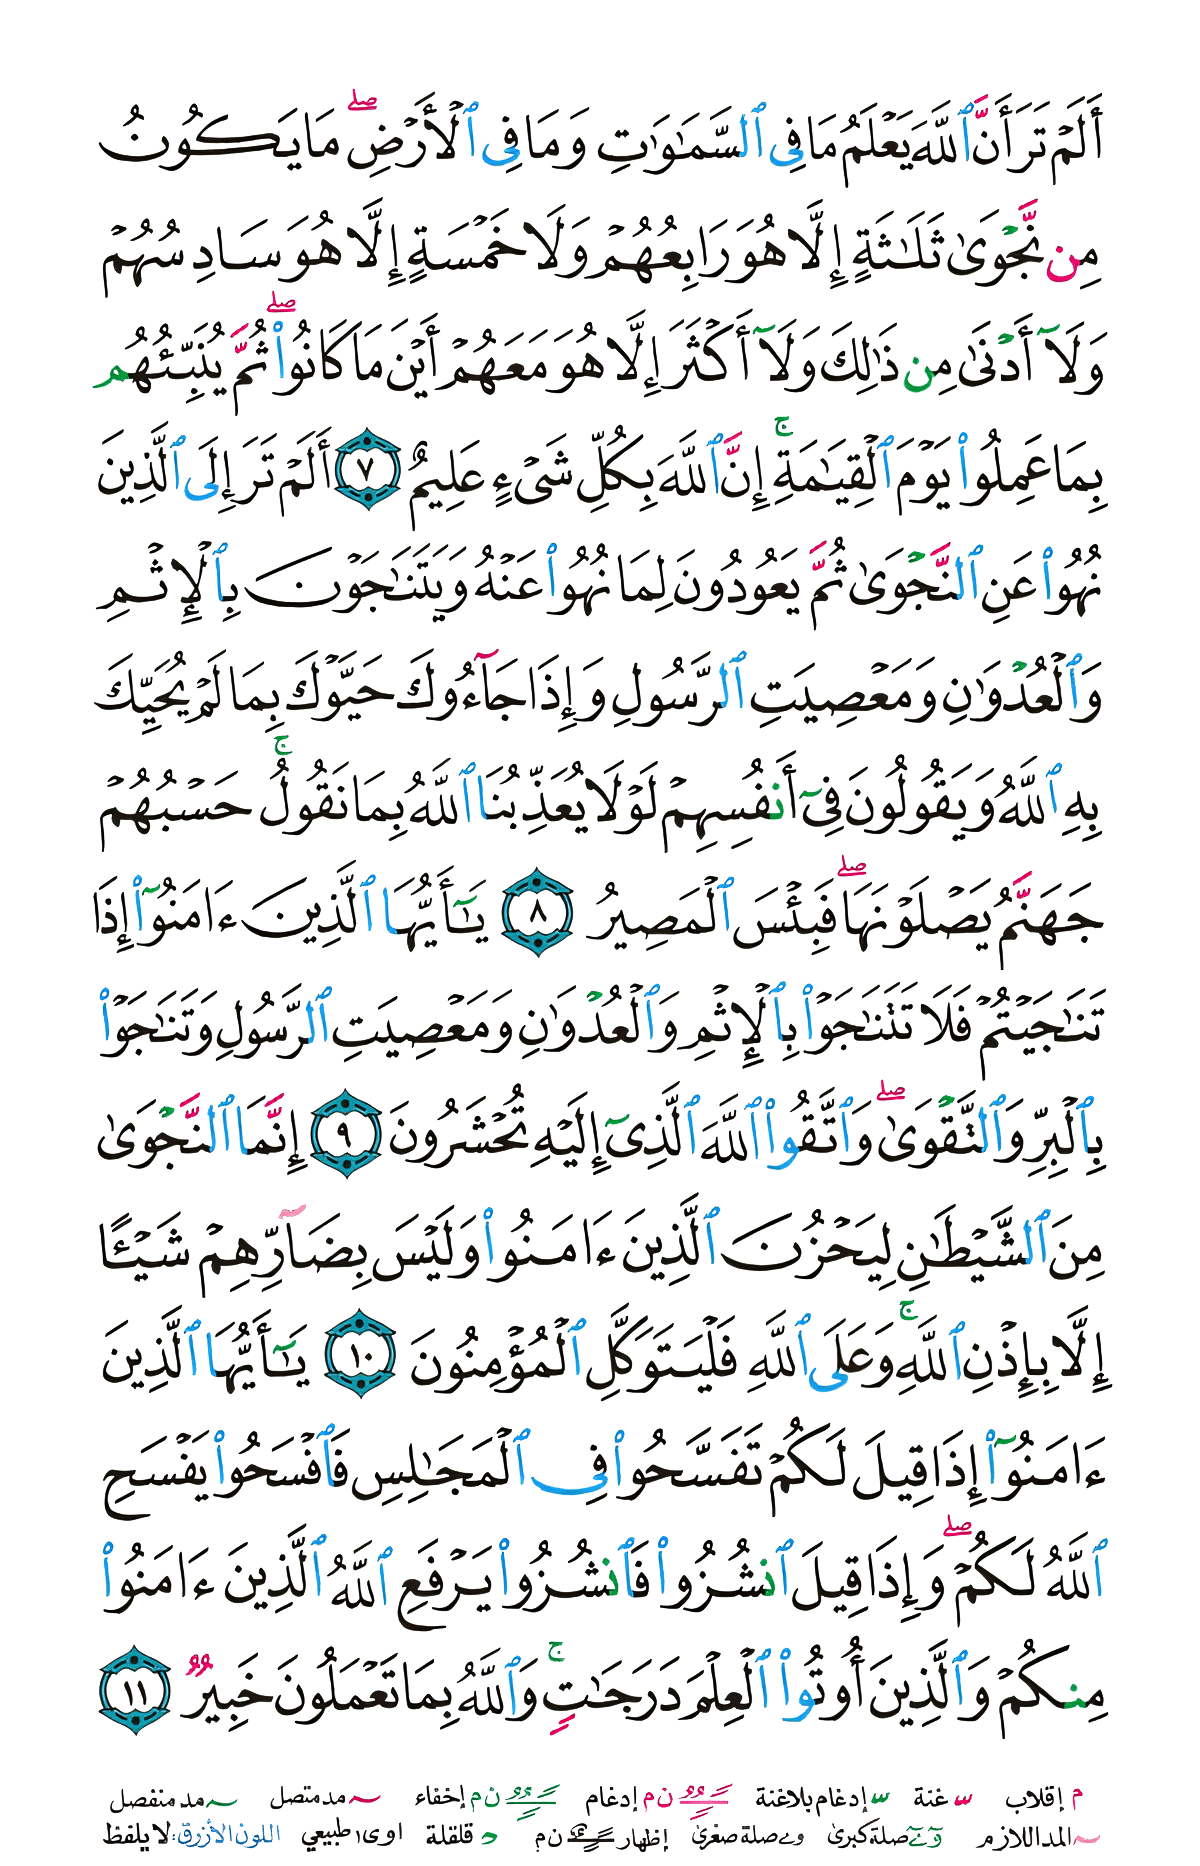 أَلَمْ تَرَ أَنَّ ٱللَّهَ يَعْلَمُ مَا فِى ٱلسَّمَـٰوَٰتِ وَمَا فِى ٱلْأَرْضِ ۖ مَا يَكُونُ
مِن نَّجْوَىٰ ثَلَـٰثَةٍ إِلَّا هُوَ رَابِعُهُمْ وَلَا خَمْسَةٍ إِلَّا هُوَ سَادِسُهُمْ
وَلَآ أَدْنَىٰ مِن ذَٰلِكَ وَلَآ أَكْثَرَ إِلَّا هُوَ مَعَهُمْ أَيْنَ مَا كَانُوا۟ ۖ ثُمَّ يُنَبِّئُهُم
بِمَا عَمِلُوا۟ يَوْمَ ٱلْقِيَـٰمَةِ ۚ إِنَّ ٱللَّهَ بِكُلِّ شَىْءٍ عَلِيمٌ ٧ أَلَمْ تَرَ إِلَى ٱلَّذِينَ
نُهُوا۟ عَنِ ٱلنَّجْوَىٰ ثُمَّ يَعُودُونَ لِمَا نُهُوا۟ عَنْهُ وَيَتَنَـٰجَوْنَ بِٱلْإِثْمِ
وَٱلْعُدْوَٰنِ وَمَعْصِيَتِ ٱلرَّسُولِ وَإِذَا جَآءُوكَ حَيَّوْكَ بِمَا لَمْ يُحَيِّكَ
بِهِ ٱللَّهُ وَيَقُولُونَ فِىٓ أَنفُسِهِمْ لَوْلَا يُعَذِّبُنَا ٱللَّهُ بِمَا نَقُولُ ۚ حَسْبُهُمْ
جَهَنَّمُ يَصْلَوْنَهَا ۖ فَبِئْسَ ٱلْمَصِيرُ ٨ يَـٰٓأَيُّهَا ٱلَّذِينَ ءَامَنُوٓا۟ إِذَا
تَنَـٰجَيْتُمْ فَلَا تَتَنَـٰجَوْا۟ بِٱلْإِثْمِ وَٱلْعُدْوَٰنِ وَمَعْصِيَتِ ٱلرَّسُولِ وَتَنَـٰجَوْا۟
بِٱلْبِرِّ وَٱلتَّقْوَىٰ ۖ وَٱتَّقُوا۟ ٱللَّهَ ٱلَّذِىٓ إِلَيْهِ تُحْشَرُونَ ٩ إِنَّمَا ٱلنَّجْوَىٰ
مِنَ ٱلشَّيْطَـٰنِ لِيَحْزُنَ ٱلَّذِينَ ءَامَنُوا۟ وَلَيْسَ بِضَآرِّهِمْ شَيْـًٔا
إِلَّا بِإِذْنِ ٱللَّهِ ۚ وَعَلَى ٱللَّهِ فَلْيَتَوَكَّلِ ٱلْمُؤْمِنُونَ ١٠ يَـٰٓأَيُّهَا ٱلَّذِينَ
ءَامَنُوٓا۟ إِذَا قِيلَ لَكُمْ تَفَسَّحُوا۟ فِى ٱلْمَجَـٰلِسِ فَٱفْسَحُوا۟ يَفْسَحِ
ٱللَّهُ لَكُمْ ۖ وَإِذَا قِيلَ ٱنشُزُوا۟ فَٱنشُزُوا۟ يَرْفَعِ ٱللَّهُ ٱلَّذِينَ ءَامَنُوا۟
مِنكُمْ وَٱلَّذِينَ أُوتُوا۟ ٱلْعِلْمَ دَرَجَـٰتٍ ۚ وَٱللَّهُ بِمَا تَعْمَلُونَ خَبِيرٌ ١١
م إقلاب غنة إدغام بلاغنة ن م إدغام ن م إخفاء مد متصل مد منفصل
المد اللازم صلة كبرى وے صلة صغرى إظهار ن م قلقلة اوى طبيعي اللون الأزرق: لا يلفظ